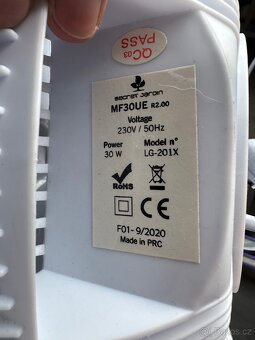 QC 03
PASS
SECRET JARDIN
MF30UE R2.00
Voltage
230V / 50Hz
Power Model n°
30 W LG-201X
RoHS
CE
F01-9/2020
Made in PRC